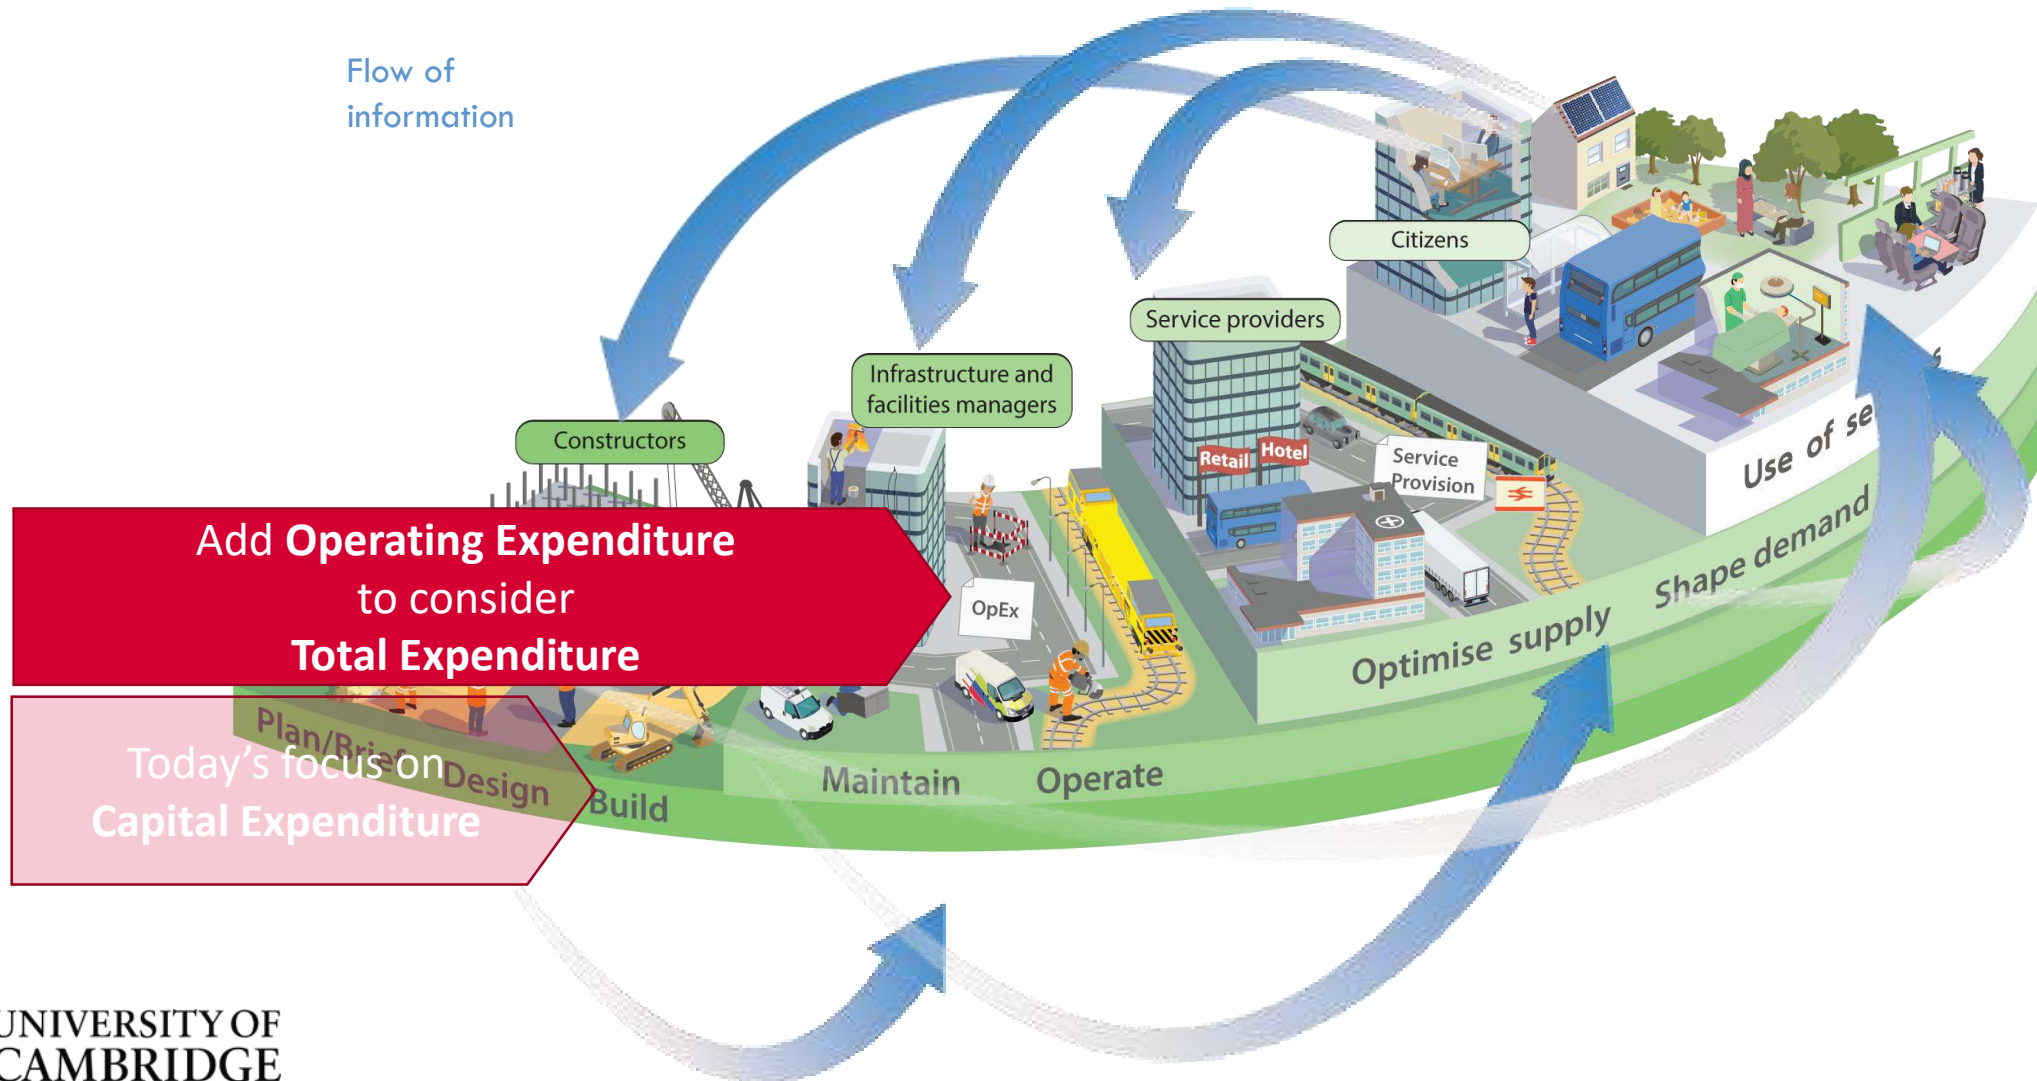 Flow of
information
Citizens
Service providers
Infrastructure and
facilities managers
Constructors
Retail
Hotel
Service
Provision
Use of se
Add Operating Expenditure
to consider
Total Expenditure
OpEx
Optimise supply
Shape demand
Today's focus on
Capital Expenditure
Plan/Brief
Design
Build
Maintain
Operate
UNIVERSITY OF
CAMBRIDGE